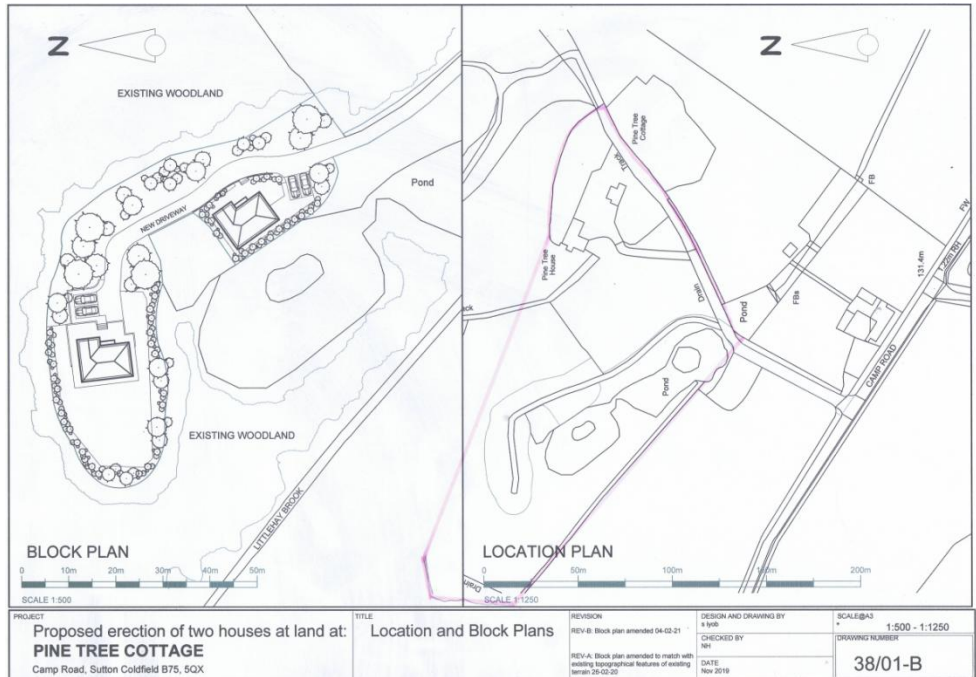 N
EXISTING WOODLAND
Pond
NEW DRIVEWAY
EXISTING WOODLAND
LITTLEHAY BROOK
BLOCK PLAN
0 10m 20m 30m 40m 50m
SCALE 1:500
N
Pine Tree
Cottage
Track
Pine Tree
House
Drain
Pond
Pond
FB
FBs
FW
1.22m RH
131.4m
CAMP ROAD
Drain
LOCATION PLAN
0 50m 100m 200m
SCALE 1:1250
PROJECT
Proposed erection of two houses at land at:
PINE TREE COTTAGE
Camp Road, Sutton Coldfield B75, 5QX
TITLE
Location and Block Plans
REVISION
REV-B: Block plan amended 04-02-21
REV-A: Block plan amended to match with
existing topographical features of existing
terrain 26-02-20
DESIGN AND DRAWING BY
CHECKED BY
NH
DATE
Nov 2019
SCALE@A3
1:500 - 1:1250
DRAWING NUMBER
38/01-B